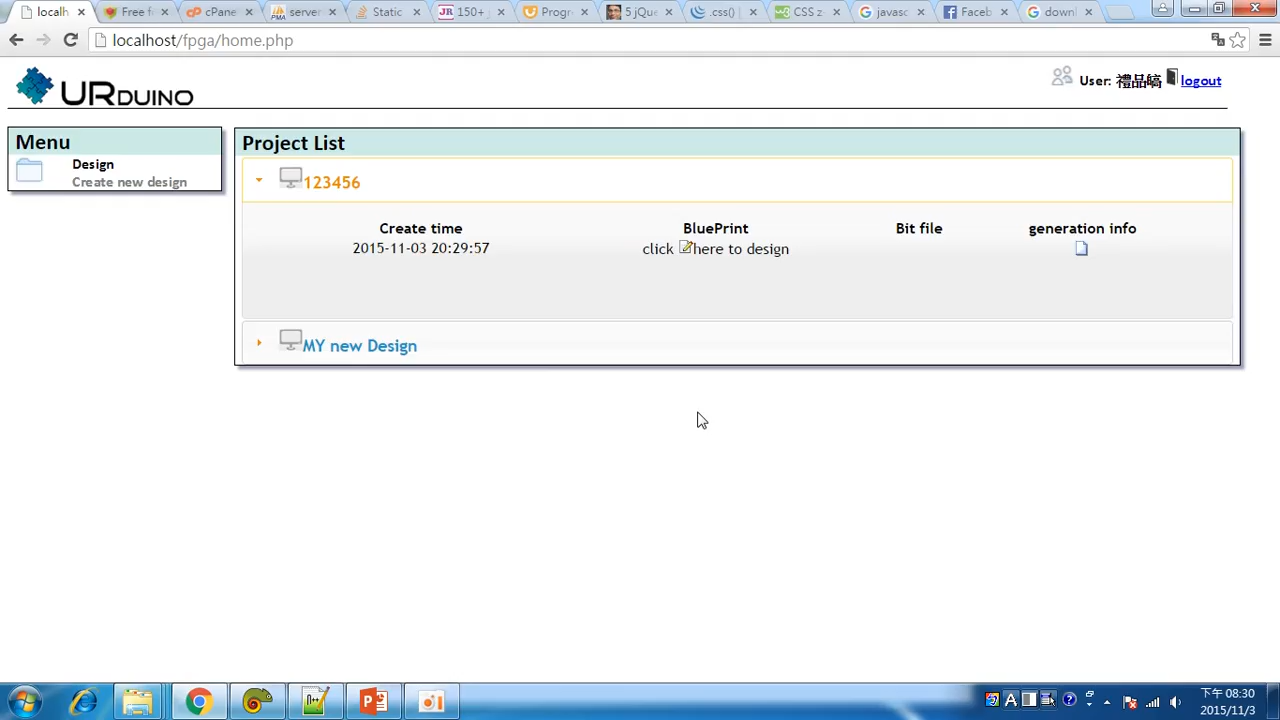 localh
Free f
cPane
server
Static
JR 150+
Progr
5 jQue
.css() |
CSS z
javasc
Faceb
downl
localhost/fpga/home.php
URDUINO
User: 禮品縞 logout
Menu
Design
Create new design
Project List
123456
Create time BluePrint Bit file generation info
2015-11-03 20:29:57 click here to design
MY new Design
下午 08:30
2015/11/3